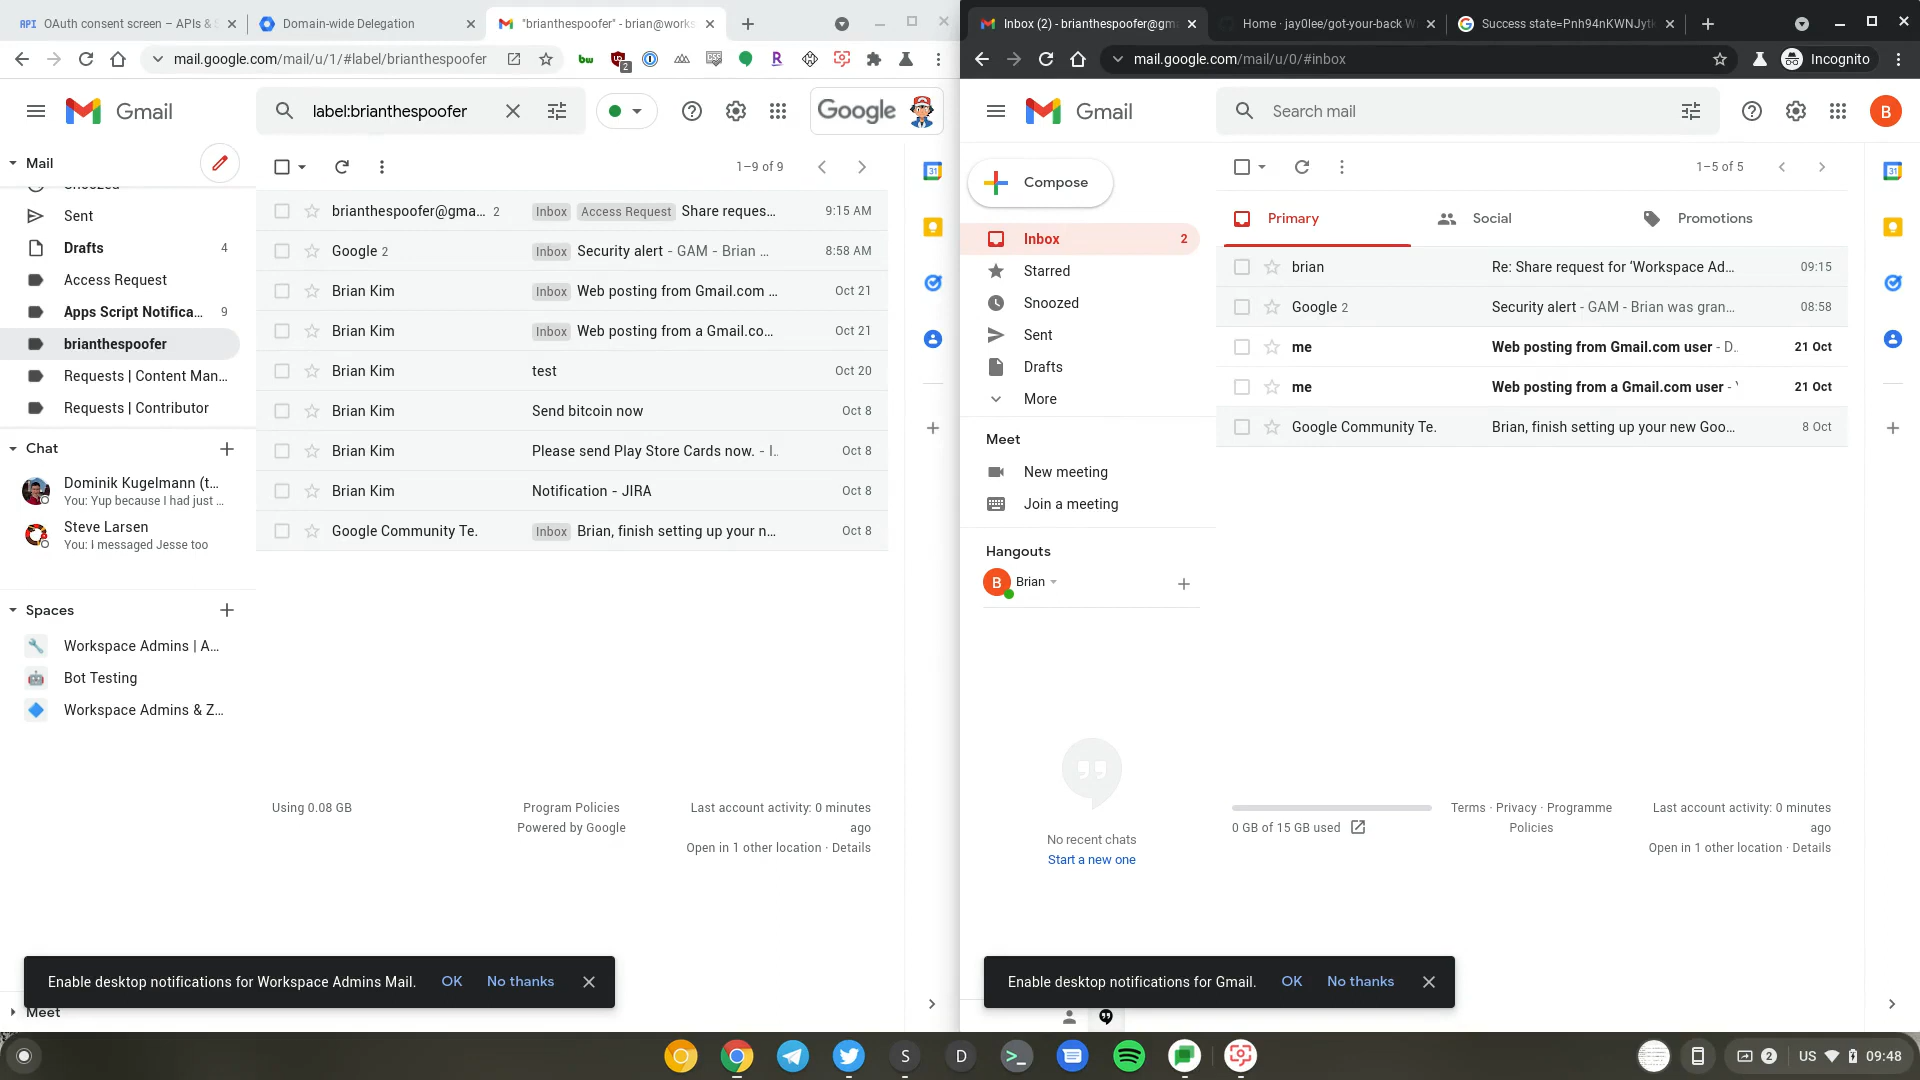 OAuth consent screen – APIs & S
Domain-wide Delegation
"brianthespoofer" - brian@works
mail.google.com/mail/u/1/#label/brianthespoofer
Gmail
label:brianthespoofer
Google
Mail
1–9 of 9
Snoozed
Sent
Drafts 4
Access Request
Apps Script Notifica... 9
brianthespoofer
Requests | Content Man...
Requests | Contributor
Chat
Dominik Kugelmann (t...
You: Yup because I had just ...
Steve Larsen
You: I messaged Jesse too
Spaces
Workspace Admins | A...
Bot Testing
Workspace Admins & Z...
Meet
brianthespoofer@gma... 2 Inbox Access Request Share reques... 9:15 AM
Google 2 Inbox Security alert - GAM - Brian ... 8:58 AM
Brian Kim Inbox Web posting from Gmail.com ... Oct 21
Brian Kim Inbox Web posting from a Gmail.co... Oct 21
Brian Kim test Oct 20
Brian Kim Send bitcoin now Oct 8
Brian Kim Please send Play Store Cards now. - I.. Oct 8
Brian Kim Notification - JIRA Oct 8
Google Community Te. Inbox Brian, finish setting up your n... Oct 8
Using 0.08 GB
Program Policies
Powered by Google
Last account activity: 0 minutes
ago
Open in 1 other location · Details
Enable desktop notifications for Workspace Admins Mail. OK No thanks
Inbox (2) - brianthespoofer@gm
Home · jay0lee/got-your-back W
Success state=Pnh94nKWNJytk
mail.google.com/mail/u/0/#inbox
Incognito
Gmail
Search mail
B
Compose
1–5 of 5
Inbox 2
Starred
Snoozed
Sent
Drafts
More
Meet
New meeting
Join a meeting
Hangouts
B Brian
No recent chats
Start a new one
Primary
Social
Promotions
brian Re: Share request for ‘Workspace Ad... 09:15
Google 2 Security alert - GAM - Brian was gran... 08:58
me Web posting from Gmail.com user - D. 21 Oct
me Web posting from a Gmail.com user - 21 Oct
Google Community Te. Brian, finish setting up your new Goo... 8 Oct
0 GB of 15 GB used
Terms · Privacy · Programme
Policies
Last account activity: 0 minutes
ago
Open in 1 other location · Details
Enable desktop notifications for Gmail. OK No thanks
S
D
2
US
09:48